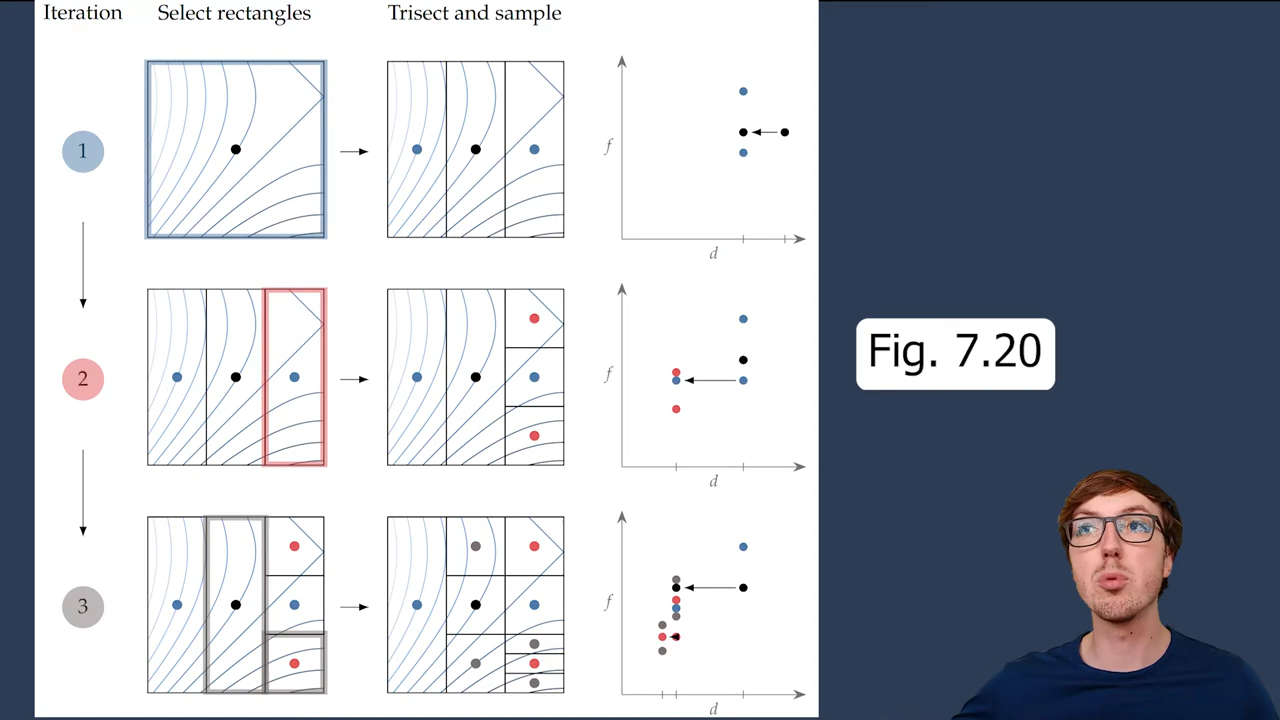 Iteration Select rectangles Trisect and sample
1
f
d
2
f
d
3
f
d
Fig. 7.20